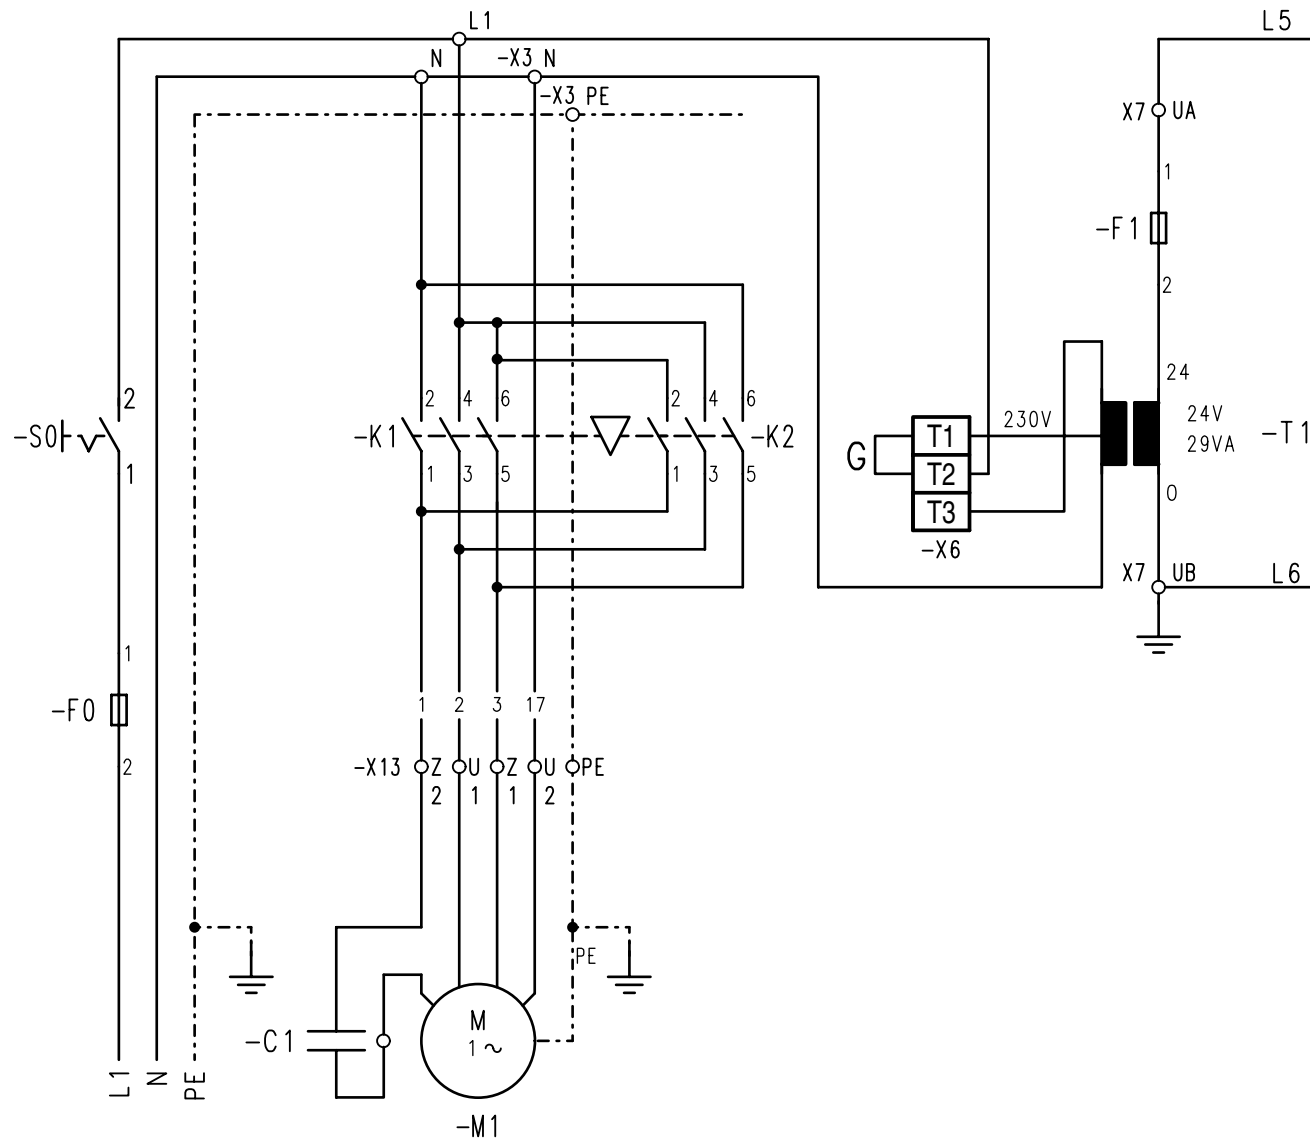 L1
L5
N
-X3 N
-X3 PE
X7 UA
1
-F1
2
24
2 4 6
2 4 6
2
-S0
-K1
-K2
G
T1
230V
24V
29VA
-T1
T2
1
1 3 5
1 3 5
0
T3
-X6
X7 UB
L6
1
-F0
2
1 2 3 17
-X13 Z U Z U PE
2 1 1 2
PE
-C1
M
1~
L1
N
PE
-M1